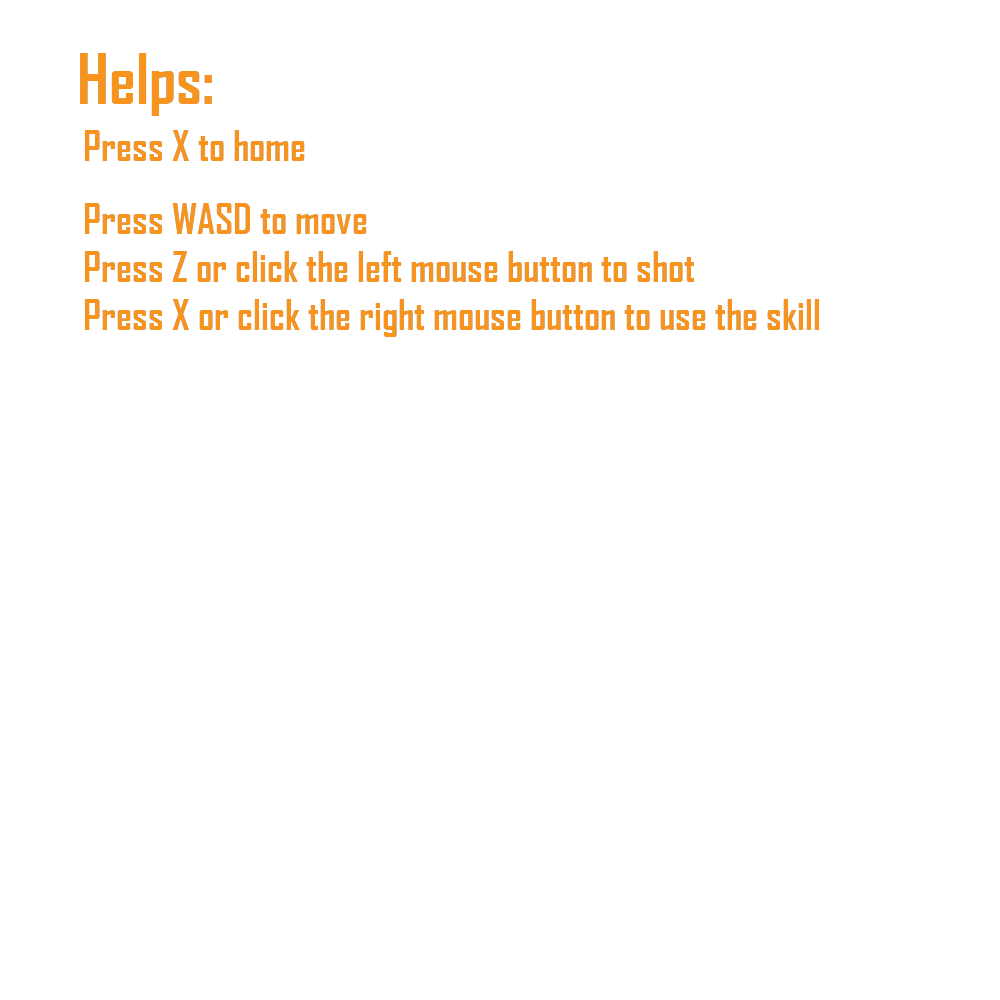 Helps:
Press X to home
Press WASD to move
Press Z or click the left mouse button to shot
Press X or click the right mouse button to use the skill